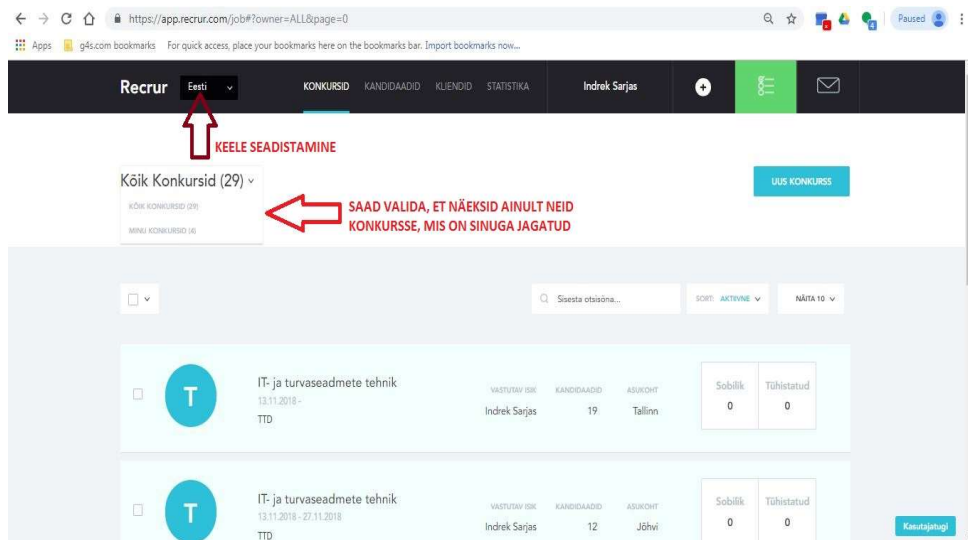 https://app.recrur.com/job#?owner=ALL&page=0
Paused
Apps g4s.com bookmarks For quick access, place your bookmarks here on the bookmarks bar. Import bookmarks now...
Recrur Eesti KONKURSID KANDIDAADID KLIENDID STATISTIKA Indrek Sarjas
KEELE SEADISTAMINE
Kõik Konkursid (29)
UUS KONKURSS
KÕIK KONKURSID (29)
MINU KONKURSID (4)
SAAD VALIDA, ET NÄEKSID AINULT NEID
KONKURSSE, MIS ON SINUGA JAGATUD
Sisesta otsisõna... SORT: AKTIIVNE NÄITA 10
T
IT- ja turvaseadmete tehnik
13.11.2018 -
TTD
VASTUTAV ISIK KANDIDAADID ASUKOHT
Indrek Sarjas 19 Tallinn
Sobilik Tühistatud
0 0
T
IT- ja turvaseadmete tehnik
13.11.2018 - 27.11.2018
TTD
VASTUTAV ISIK KANDIDAADID ASUKOHT
Indrek Sarjas 12 Jõhvi
Sobilik Tühistatud
0 0
Kasutajatugi